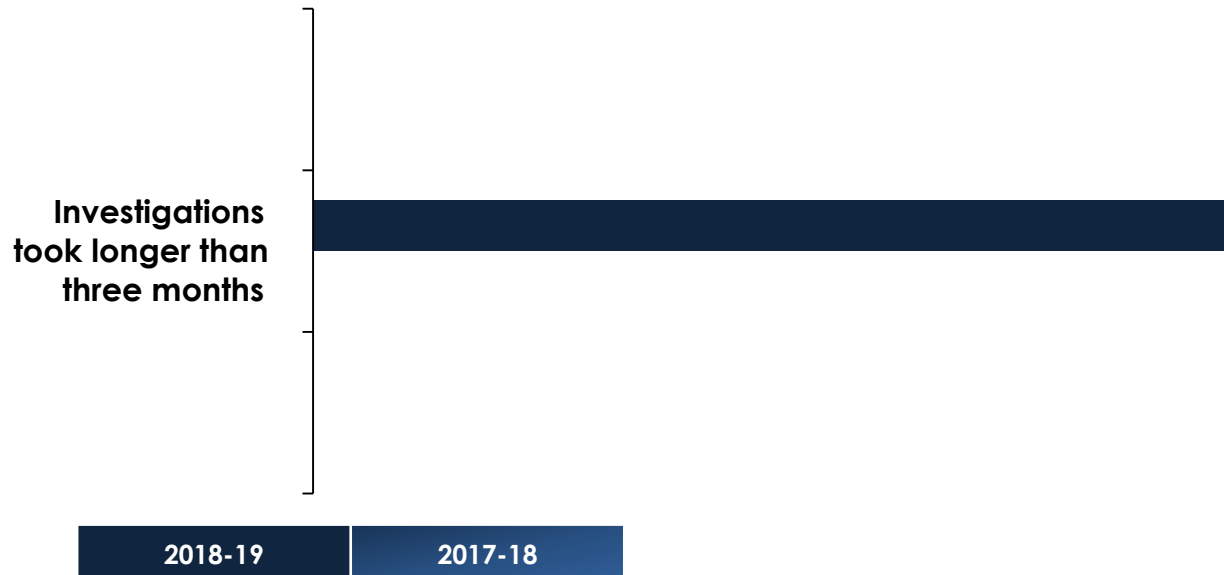 Investigations
took longer than
three months
2018-19
2017-18